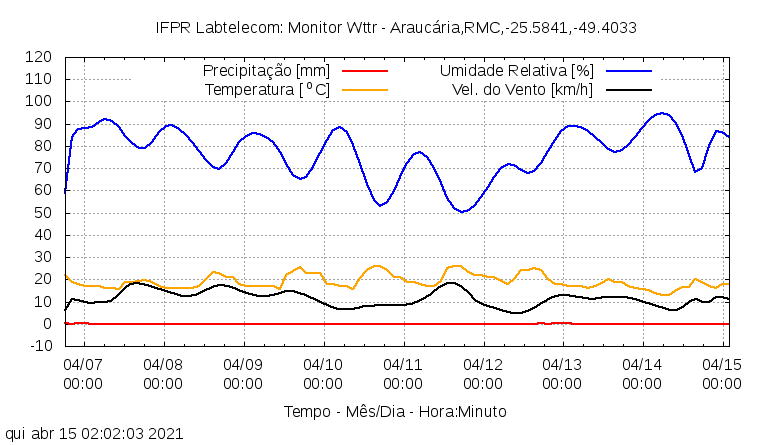 IFPR Labtelecom: Monitor Wttr - Araucária,RMC,-25.5841,-49.4033
120
110
100
90
80
70
60
50
40
30
20
10
0
-10
Precipitação [mm]
Temperatura [ ⁰C]
Umidade Relativa [%]
Vel. do Vento [km/h]
04/07 04/08 04/09 04/10 04/11 04/12 04/13 04/14 04/15
00:00 00:00 00:00 00:00 00:00 00:00 00:00 00:00 00:00
Tempo - Mês/Dia - Hora:Minuto
qui abr 15 02:02:03 2021